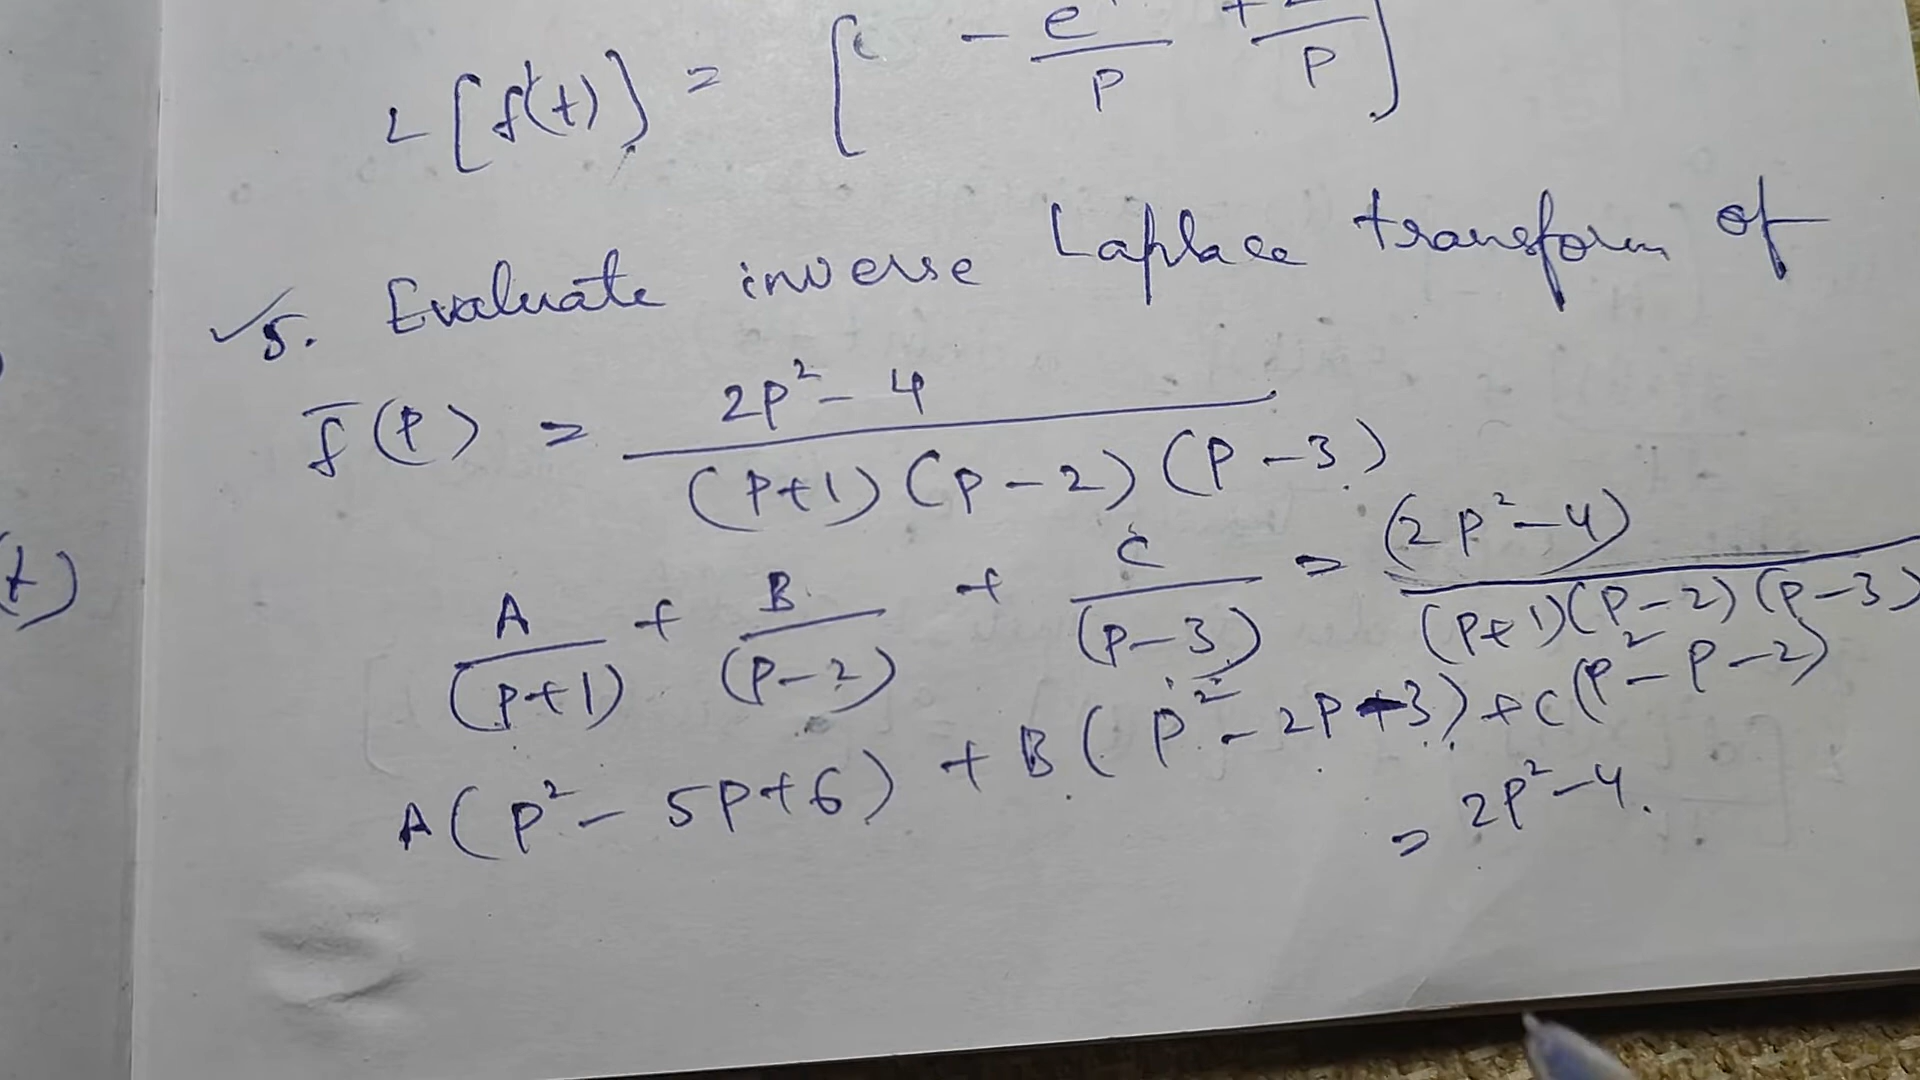 L[f'(t)] = [ - e / P + / P ]
✓5. Evaluate inverse Laplace transform of
f̄(P) = 2P² - 4 / (P+1)(P-2)(P-3)
A/(P+1) + B/(P-2) + C/(P-3) = (2P²-4) / (P+1)(P-2)(P-3)
A(P² - 5P+6) + B(P² - 2P-3) + C(P² - P - 2)
= 2P² - 4.
t)